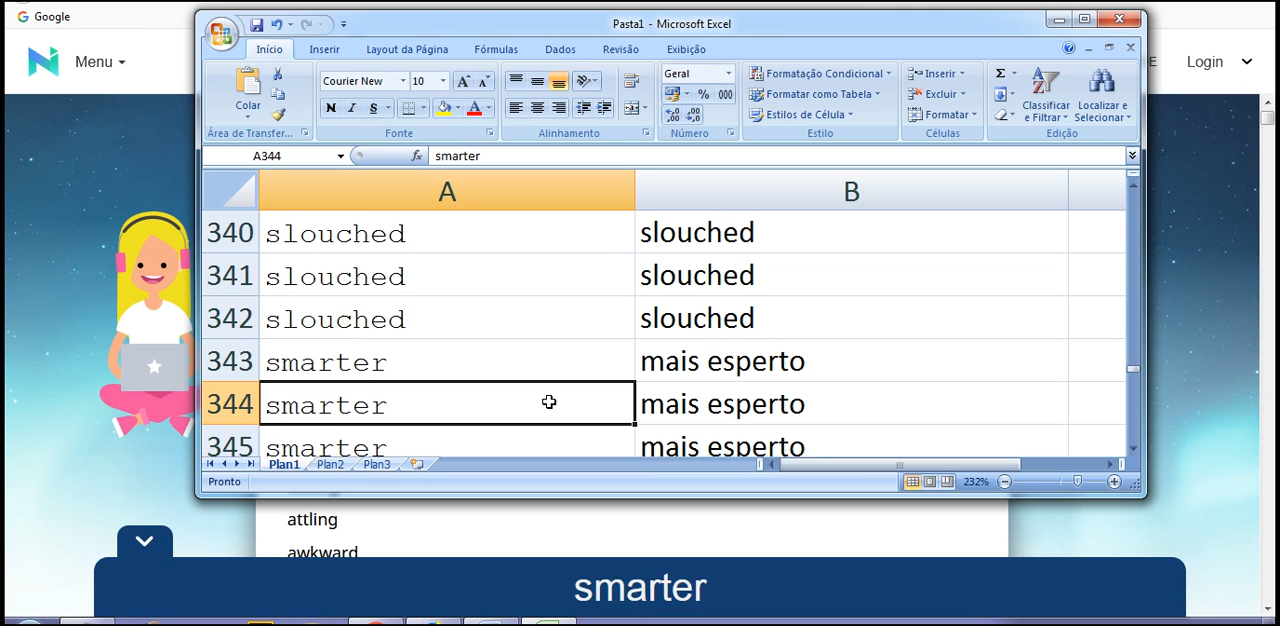 Google
Pasta1 - Microsoft Excel
Menu
E Login
Início Inserir Layout da Página Fórmulas Dados Revisão Exibição
Colar
Área de Transfer...
Courier New 10
N I S
Fonte
Alinhamento
Geral
% 000
Número
Formatação Condicional
Formatar como Tabela
Estilos de Célula
Estilo
Inserir
Excluir
Formatar
Células
Classificar e Filtrar
Localizar e Selecionar
Edição
A344 fx smarter
A B
340 slouched slouched
341 slouched slouched
342 slouched slouched
343 smarter mais esperto
344 smarter mais esperto
345 smarter mais esperto
Plan1 Plan2 Plan3
Pronto 232%
attling
awkward
smarter